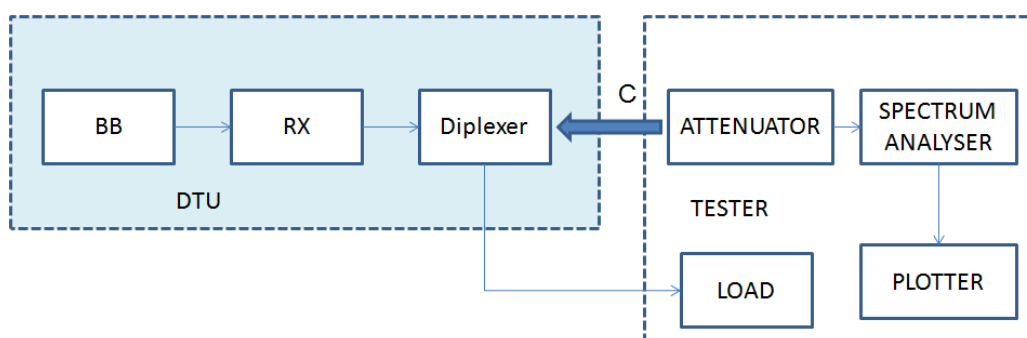 C
BB
RX
Diplexer
ATTENUATOR
SPECTRUM
ANALYSER
DTU
TESTER
LOAD
PLOTTER